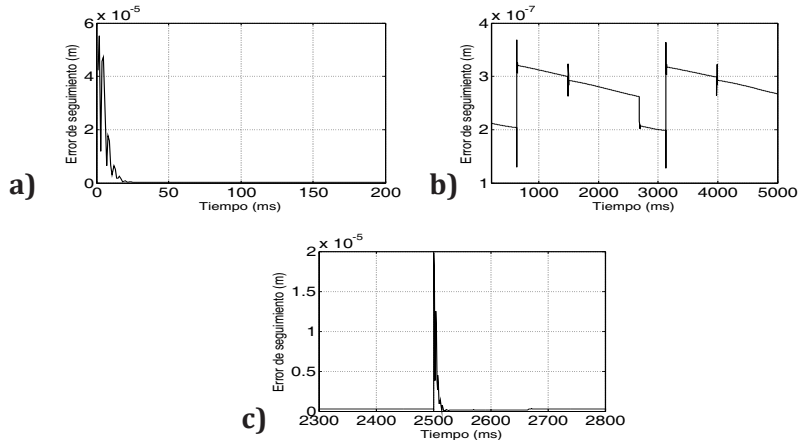 x 10⁻⁵
6
4
2
0
0 50 100 150 200
Error de seguimiento (m)
Tiempo (ms)
a)
x 10⁻⁷
4
3
2
1
1000 2000 3000 4000 5000
Error de seguimiento (m)
Tiempo (ms)
b)
x 10⁻⁵
2
1.5
1
0.5
0
2300 2400 2500 2600 2700 2800
Error de seguimiento (m)
Tiempo (ms)
c)